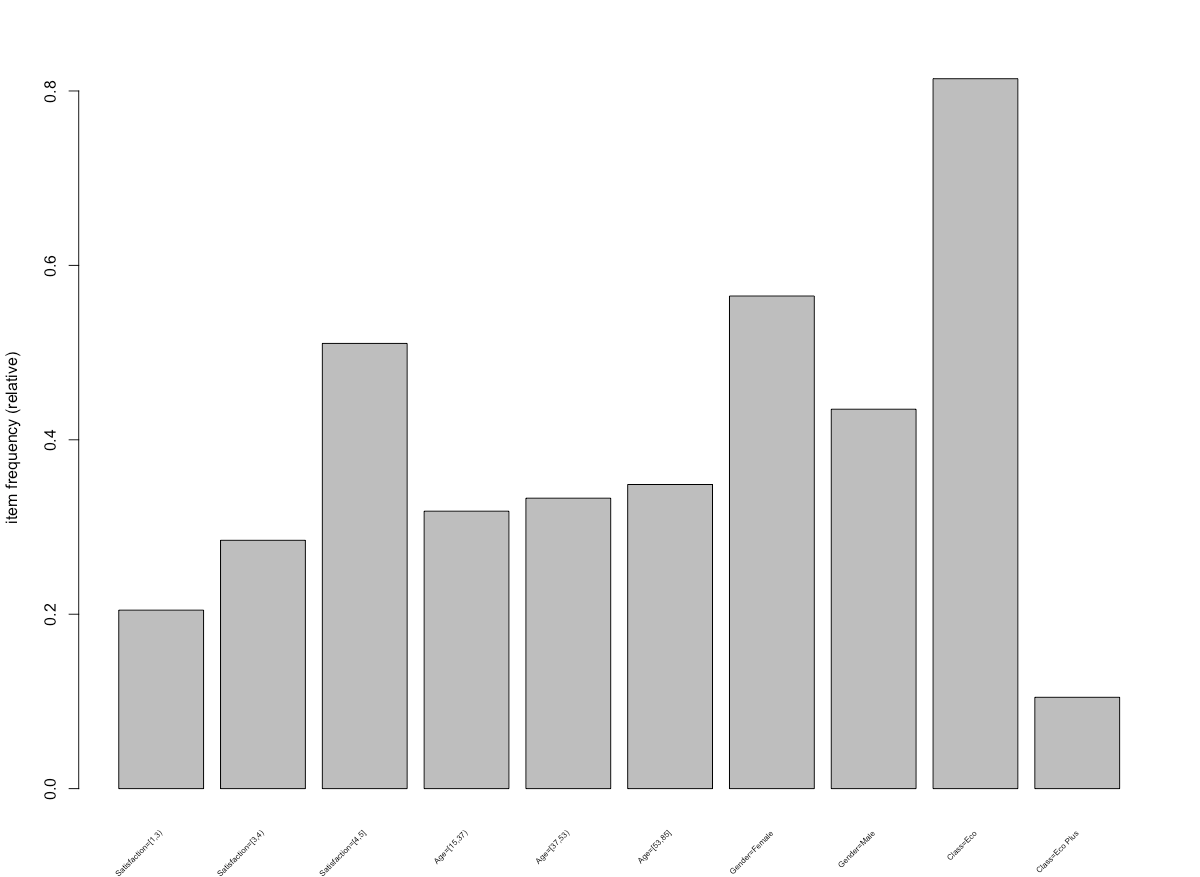 item frequency (relative)
0.8
0.6
0.4
0.2
0.0
Satisfaction=[1,3)
Satisfaction=[3,4)
Satisfaction=[4,5]
Age=[15,37)
Age=[37,53)
Age=[53,85]
Gender=Female
Gender=Male
Class=Eco
Class=Eco Plus